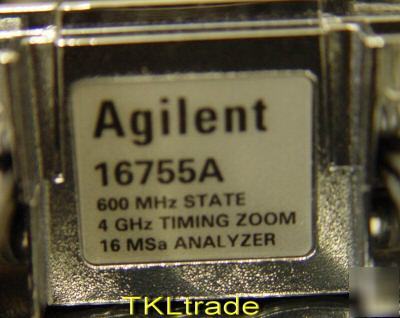 Agilent
16755A
600 MHz STATE
4 GHz TIMING ZOOM
16 MSa ANALYZER
TKLtrade